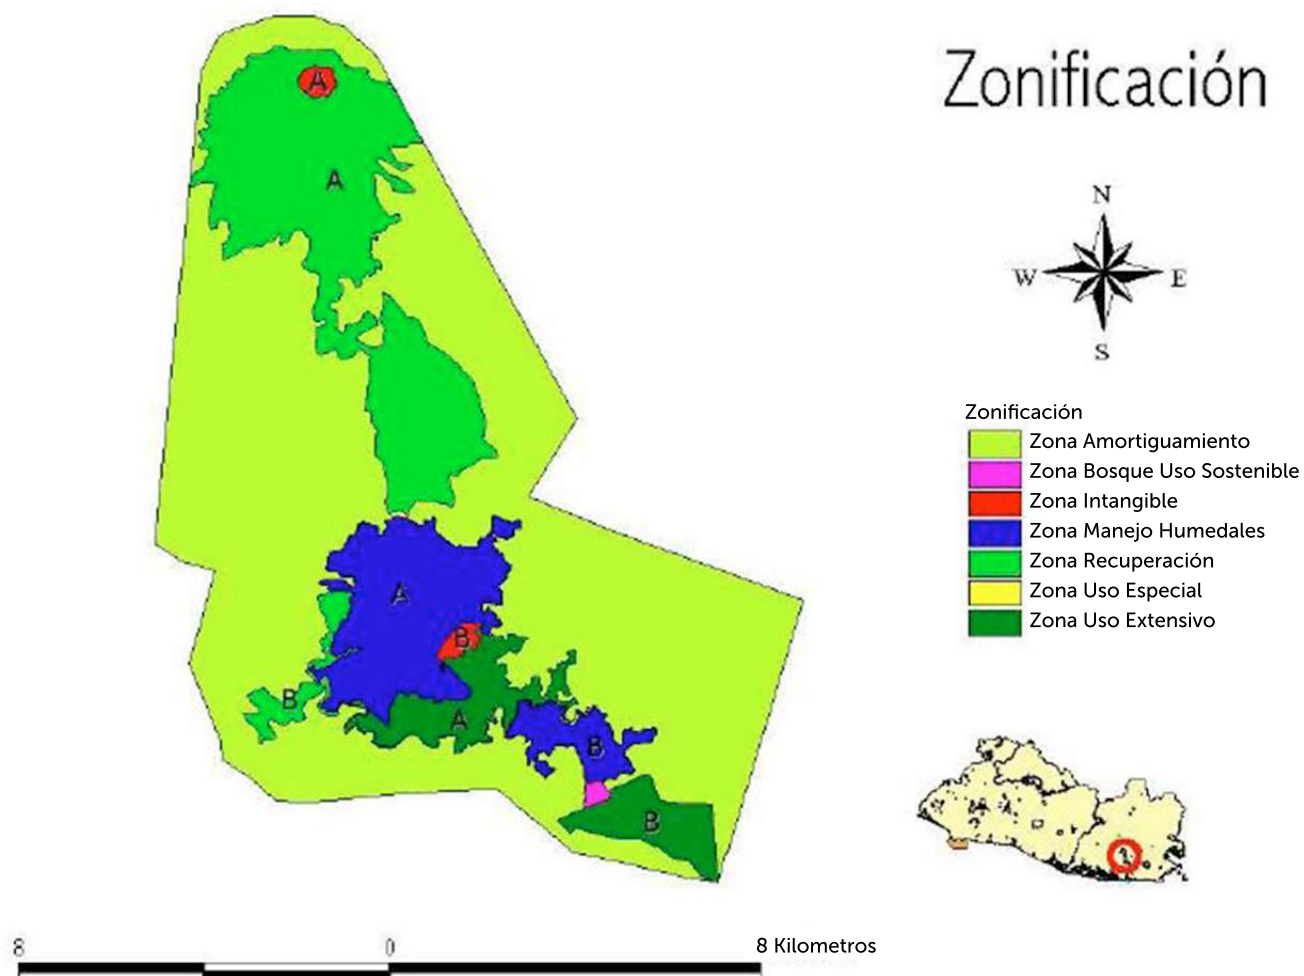 Zonificación
A
A
N
W E
S
Zonificación
Zona Amortiguamiento
Zona Bosque Uso Sostenible
Zona Intangible
Zona Manejo Humedales
Zona Recuperación
Zona Uso Especial
Zona Uso Extensivo
A
B
B
A
B
B
8 0 8 Kilometros